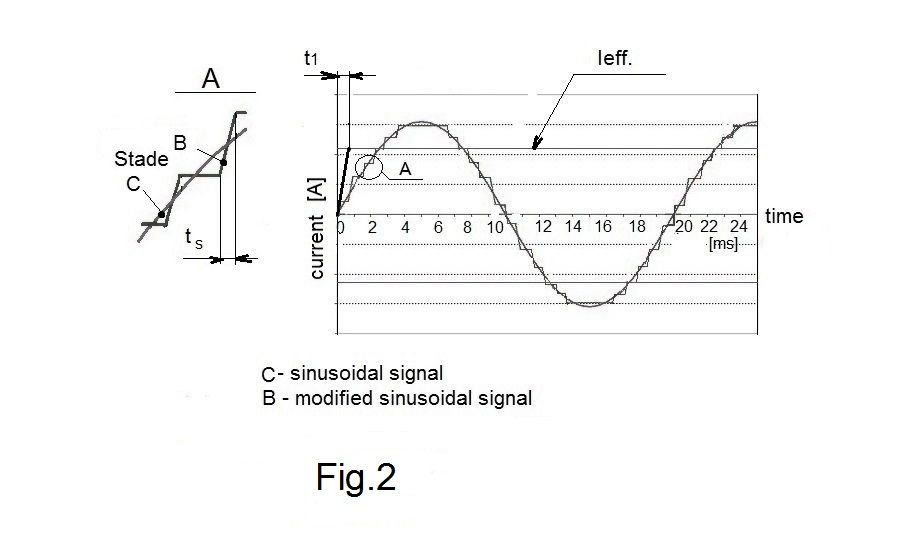 t1
Ieff.
A
B
Stade
C
ts
A
current [A]
0 2 4 6 8 10 12 14 16 18 20 22 24
time
[ms]
C- sinusoidal signal
B - modified sinusoidal signal
Fig.2